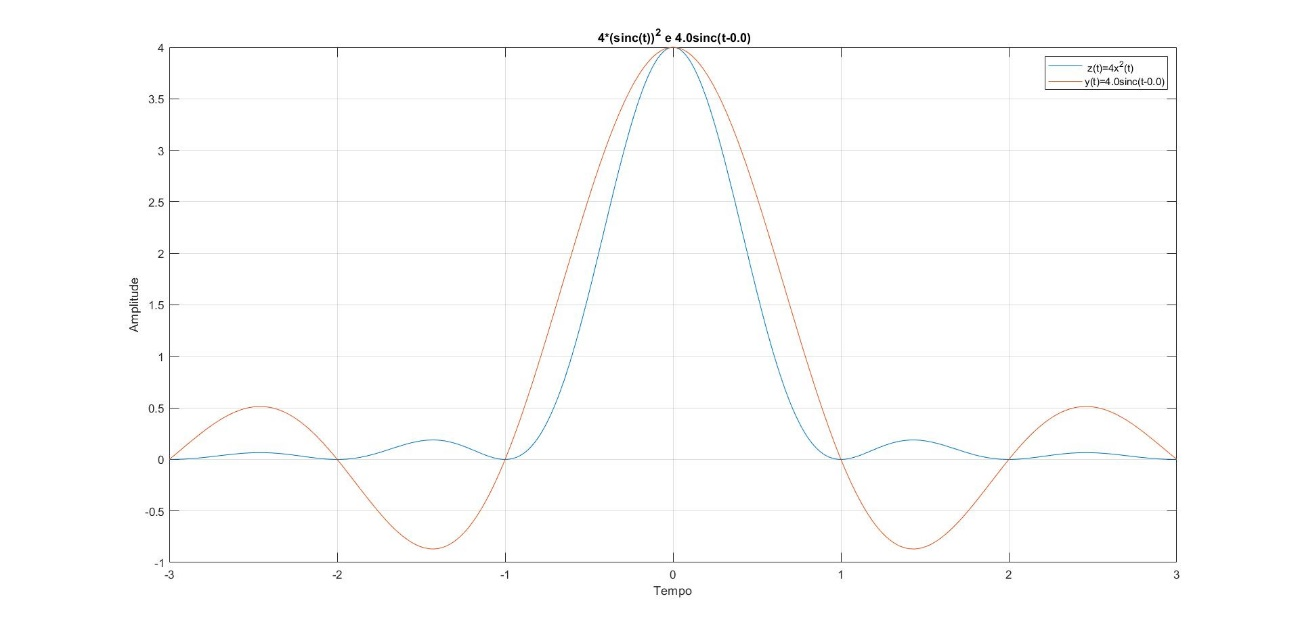 4*(sinc(t))² e 4.0sinc(t-0.0)
z(t)=4x²(t)
y(t)=4.0sinc(t-0.0)
4
3.5
3
2.5
2
1.5
1
0.5
0
-0.5
-1
Amplitude
-3 -2 -1 0 1 2 3
Tempo